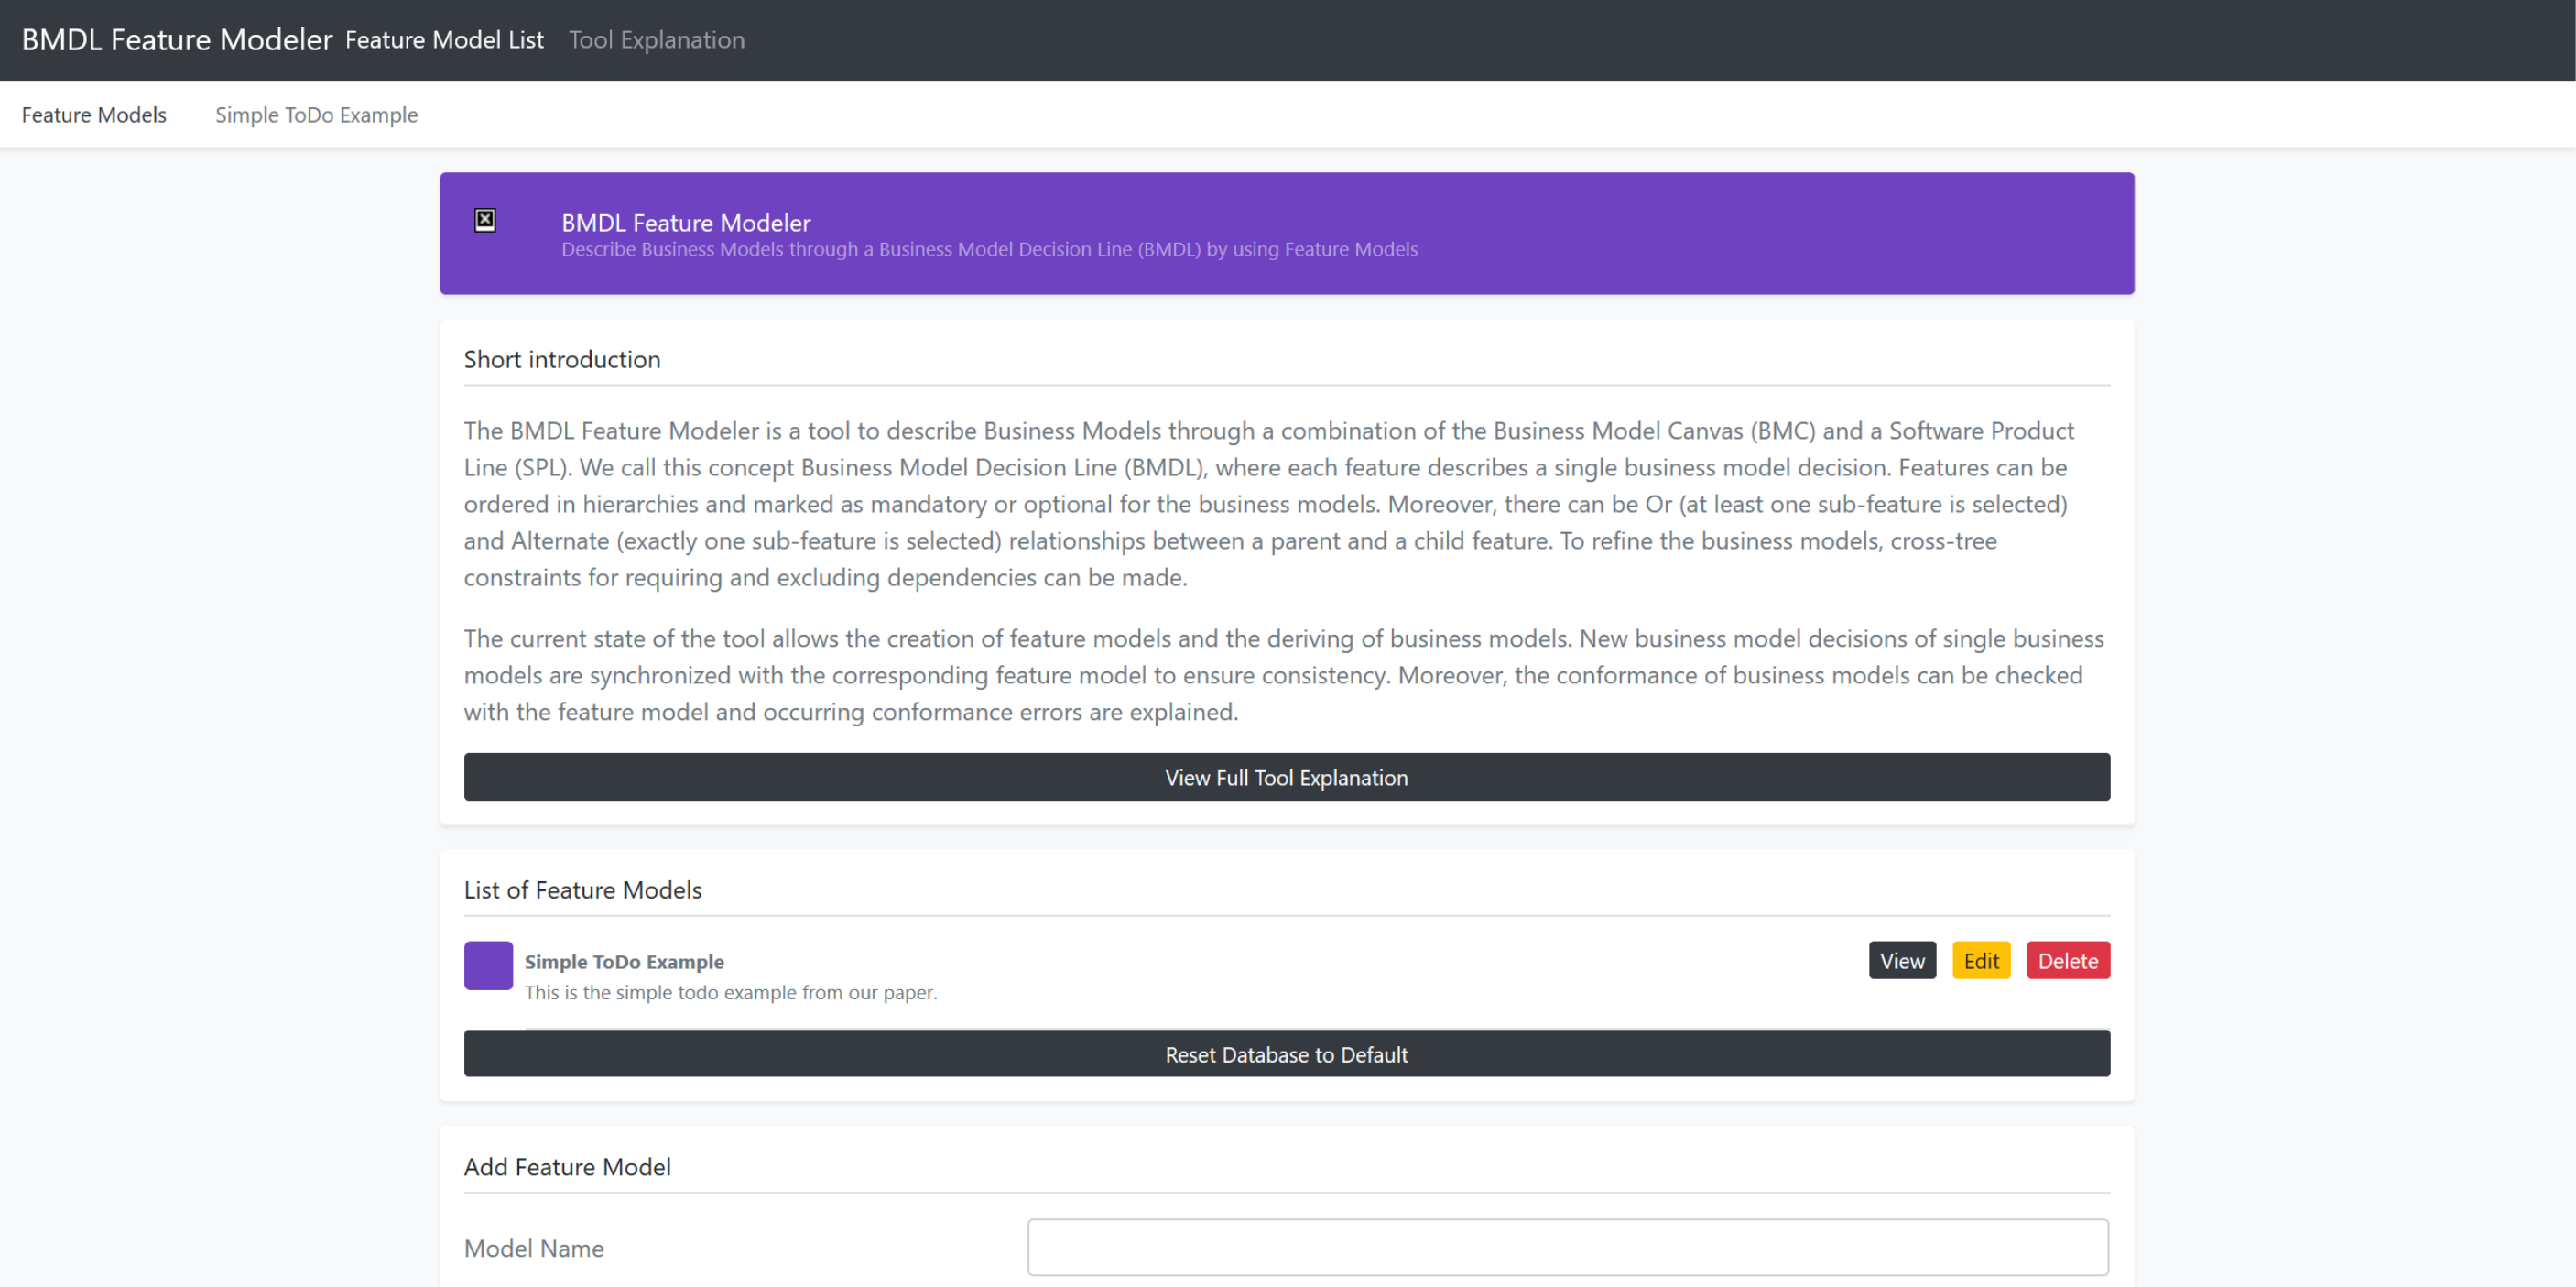 BMDL Feature Modeler Feature Model List Tool Explanation
Feature Models Simple ToDo Example
BMDL Feature Modeler
Describe Business Models through a Business Model Decision Line (BMDL) by using Feature Models
Short introduction
The BMDL Feature Modeler is a tool to describe Business Models through a combination of the Business Model Canvas (BMC) and a Software Product
Line (SPL). We call this concept Business Model Decision Line (BMDL), where each feature describes a single business model decision. Features can be
ordered in hierarchies and marked as mandatory or optional for the business models. Moreover, there can be Or (at least one sub-feature is selected)
and Alternate (exactly one sub-feature is selected) relationships between a parent and a child feature. To refine the business models, cross-tree
constraints for requiring and excluding dependencies can be made.
The current state of the tool allows the creation of feature models and the deriving of business models. New business model decisions of single business
models are synchronized with the corresponding feature model to ensure consistency. Moreover, the conformance of business models can be checked
with the feature model and occurring conformance errors are explained.
View Full Tool Explanation
List of Feature Models
Simple ToDo Example
This is the simple todo example from our paper.
View Edit Delete
Reset Database to Default
Add Feature Model
Model Name